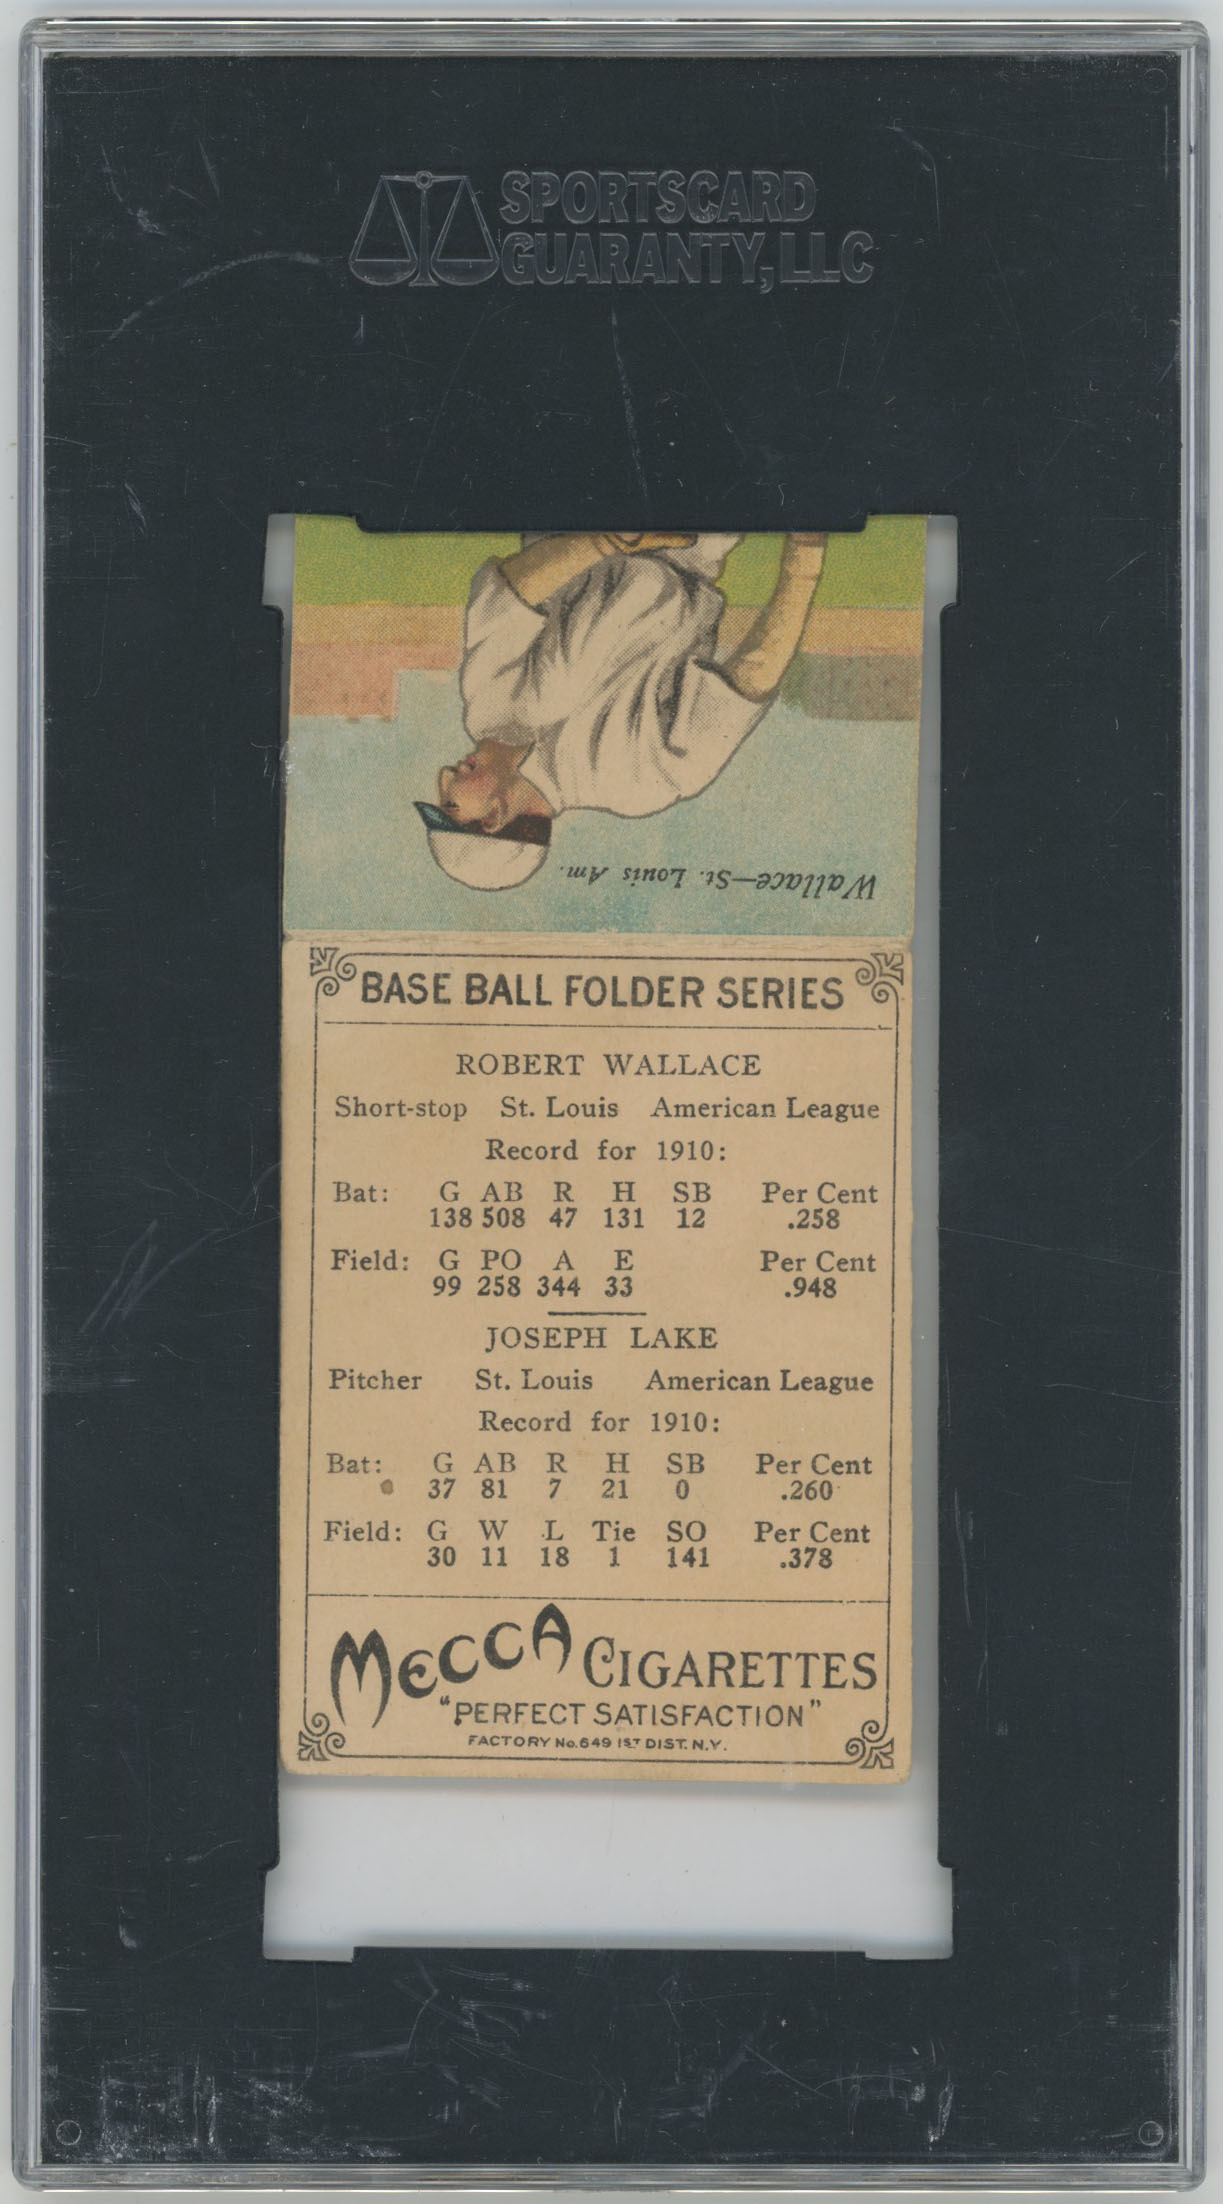 SPORTSCARD
GUARANTY, LLC
Wallace—St. Louis Am.
BASE BALL FOLDER SERIES
ROBERT WALLACE
Short-stop St. Louis American League
Record for 1910:
Bat: G AB R H SB Per Cent
138 508 47 131 12 .258
Field: G PO A E Per Cent
99 258 344 33 .948
JOSEPH LAKE
Pitcher St. Louis American League
Record for 1910:
Bat: G AB R H SB Per Cent
37 81 7 21 0 .260
Field: G W L Tie SO Per Cent
30 11 18 1 141 .378
MECCA CIGARETTES
"PERFECT SATISFACTION"
FACTORY No. 649 1ST DIST. N.Y.